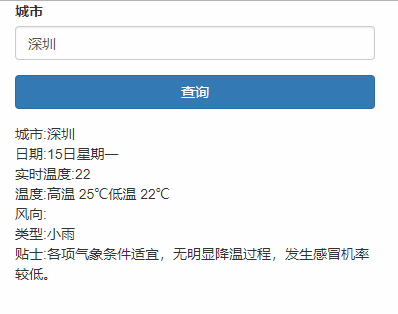 城市
深圳
查询
城市:深圳
日期:15日星期一
实时温度:22
温度:高温 25℃低温 22℃
风向:
类型:小雨
贴士:各项气象条件适宜，无明显降温过程，发生感冒机率
较低。